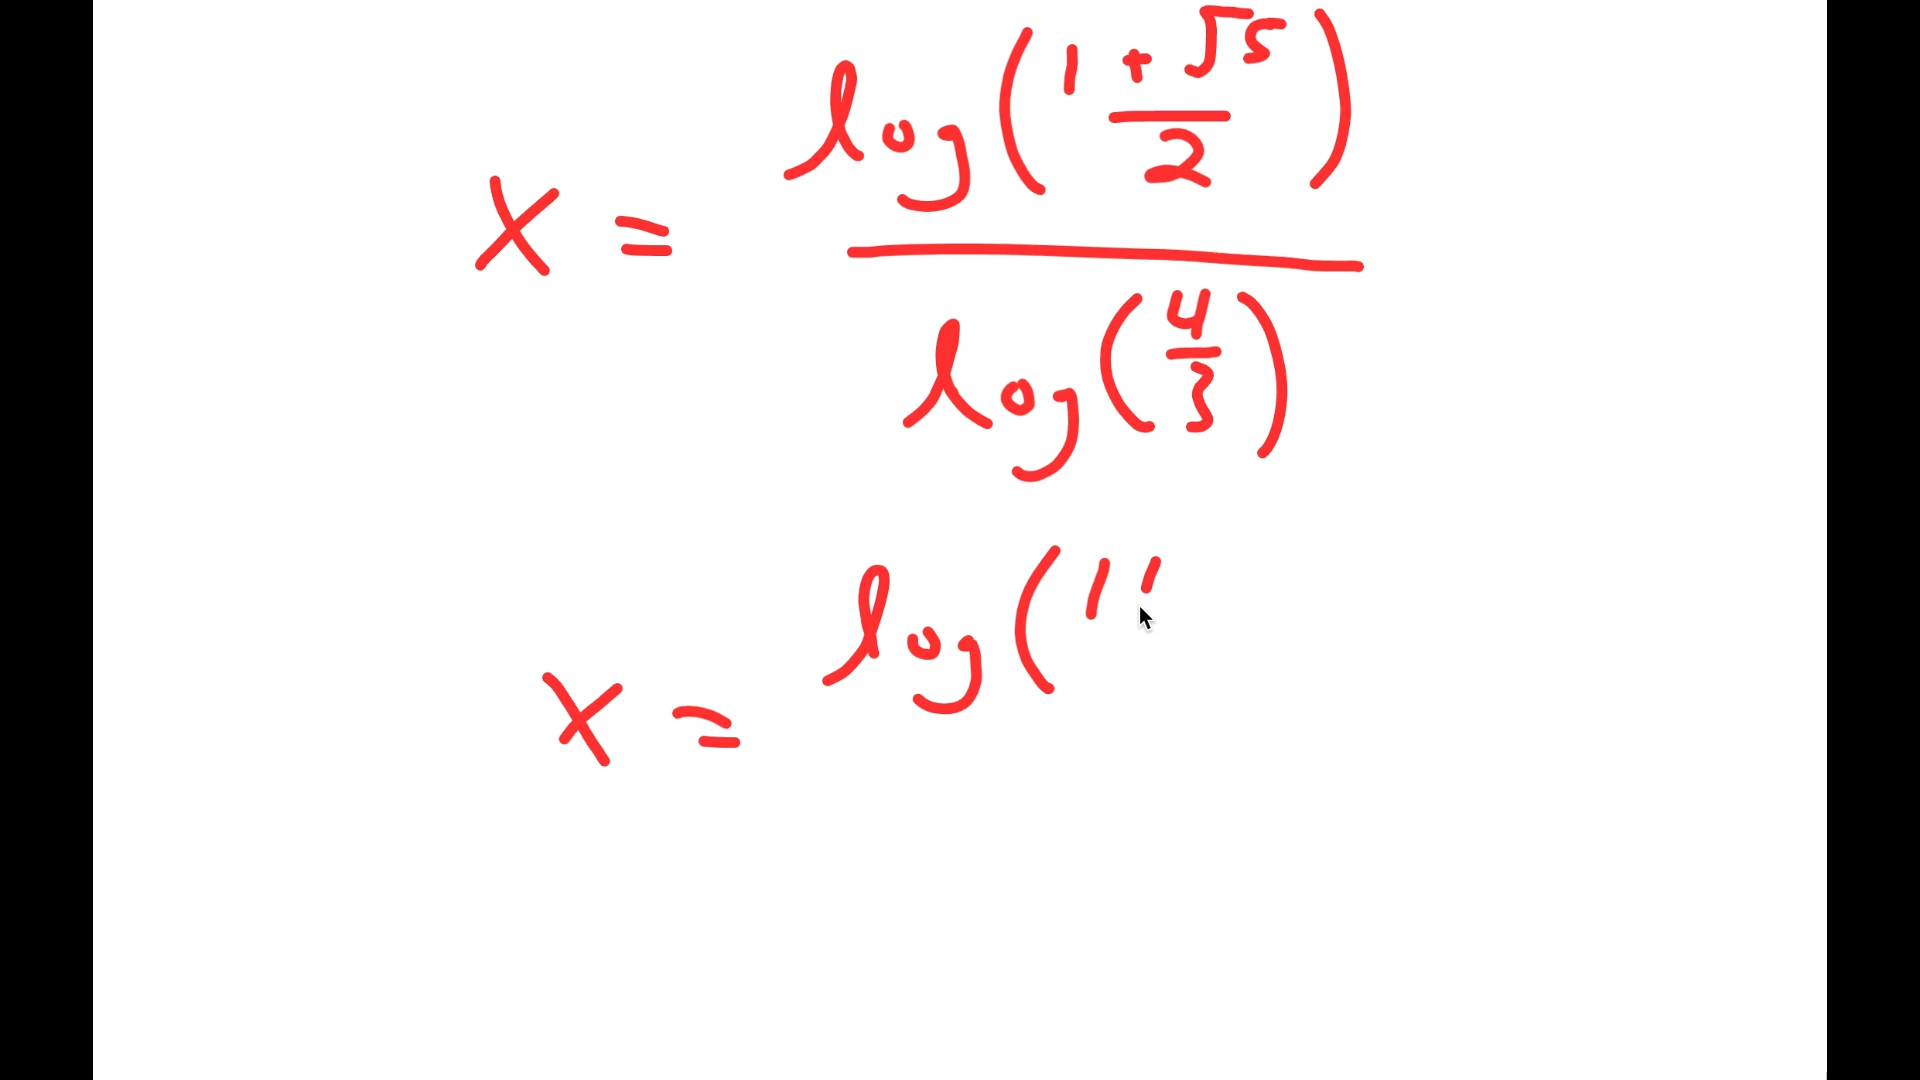 x = log(1 + √5 / 2) / log(4/3)
x = log(1